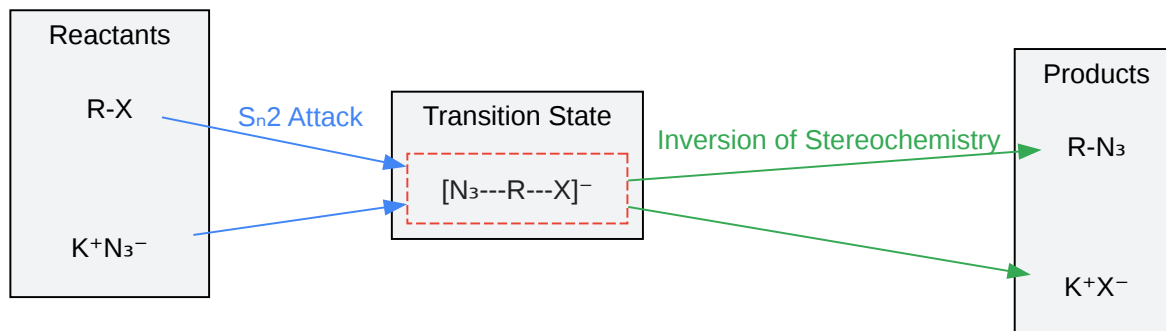 Reactants
R-X
K⁺N₃⁻
Sₙ2 Attack
Transition State
[N₃---R---X]⁻
Inversion of Stereochemistry
Products
R-N₃
K⁺X⁻